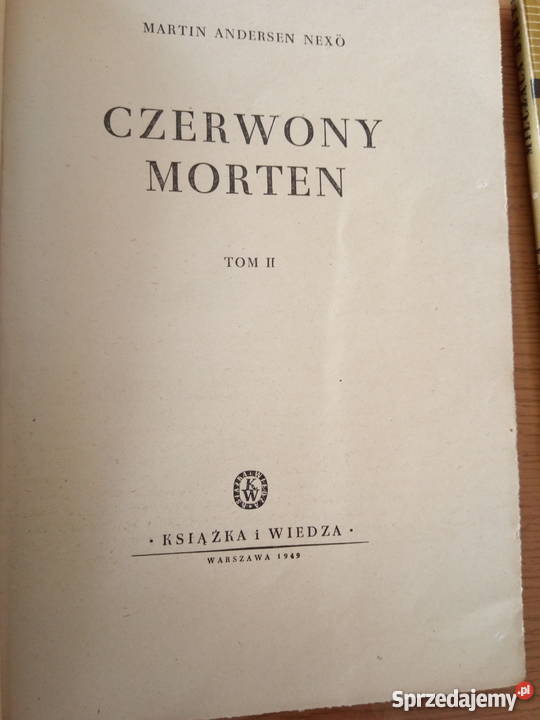 MARTIN ANDERSEN NEXÖ
CZERWONY
MORTEN
TOM II
K
W
· KSIĄŻKA i WIEDZA ·
WARSZAWA 1949
Sprzedajemy.pl